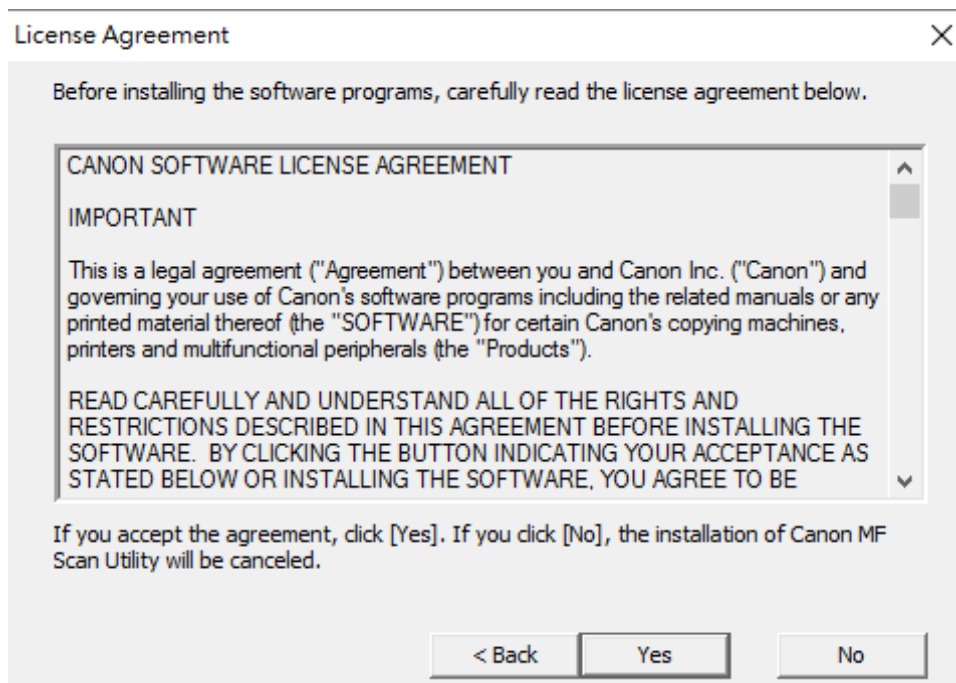 License Agreement
Before installing the software programs, carefully read the license agreement below.
CANON SOFTWARE LICENSE AGREEMENT
IMPORTANT
This is a legal agreement ("Agreement") between you and Canon Inc. ("Canon") and
governing your use of Canon's software programs including the related manuals or any
printed material thereof (the "SOFTWARE") for certain Canon's copying machines,
printers and multifunctional peripherals (the "Products").
READ CAREFULLY AND UNDERSTAND ALL OF THE RIGHTS AND
RESTRICTIONS DESCRIBED IN THIS AGREEMENT BEFORE INSTALLING THE
SOFTWARE.  BY CLICKING THE BUTTON INDICATING YOUR ACCEPTANCE AS
STATED BELOW OR INSTALLING THE SOFTWARE, YOU AGREE TO BE
If you accept the agreement, click [Yes]. If you click [No], the installation of Canon MF
Scan Utility will be canceled.
< Back Yes No